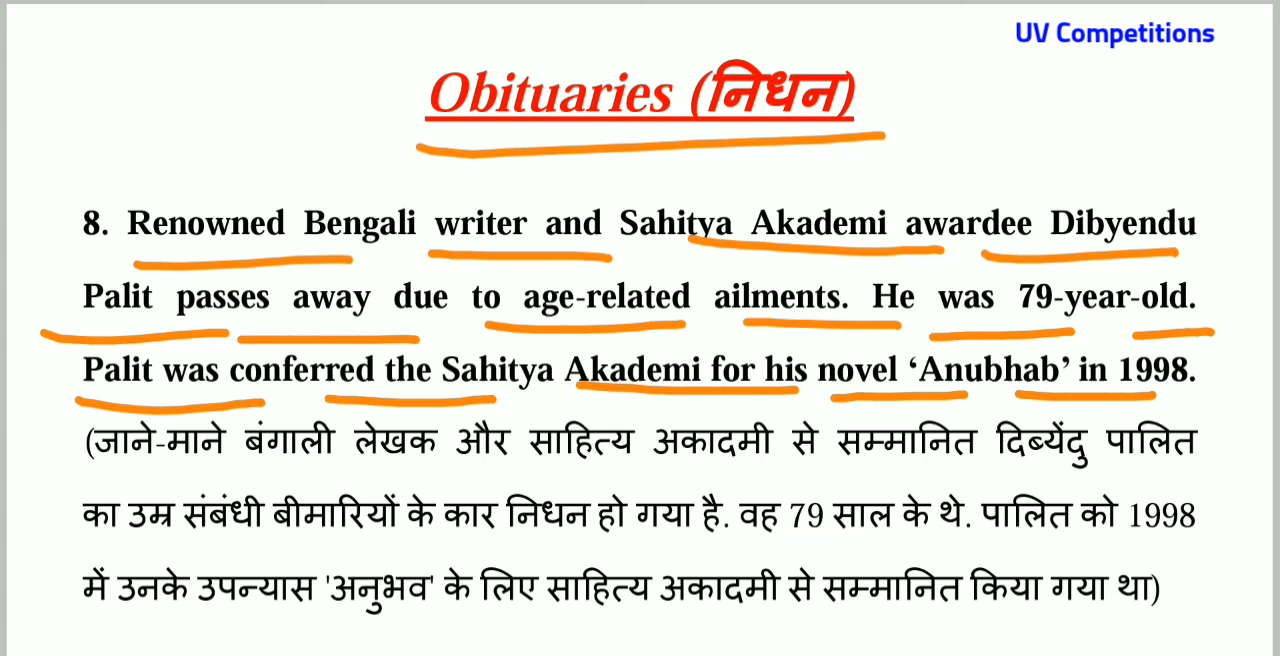 UV Competitions
Obituaries (निधन)
8. Renowned Bengali writer and Sahitya Akademi awardee Dibyendu
Palit passes away due to age-related ailments. He was 79-year-old.
Palit was conferred the Sahitya Akademi for his novel ‘Anubhab’ in 1998.
(जाने-माने बंगाली लेखक और साहित्य अकादमी से सम्मानित दिब्येंदु पालित
का उम्र संबंधी बीमारियों के कार निधन हो गया है. वह 79 साल के थे. पालित को 1998
में उनके उपन्यास 'अनुभव' के लिए साहित्य अकादमी से सम्मानित किया गया था)